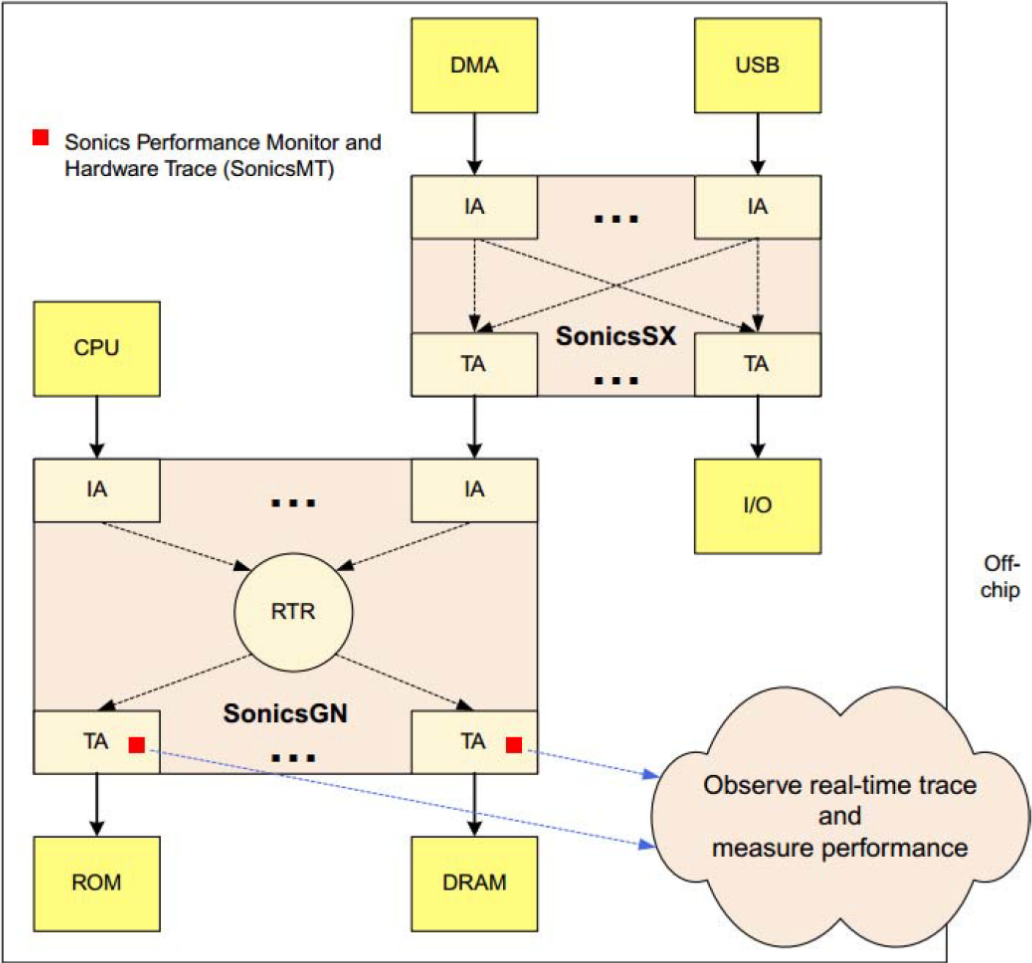 DMA
USB
Sonics Performance Monitor and
Hardware Trace (SonicsMT)
IA
...
IA
CPU
SonicsSX
TA
...
TA
IA
...
IA
I/O
Off-
chip
RTR
SonicsGN
TA
...
TA
Observe real-time trace
and
measure performance
ROM
DRAM